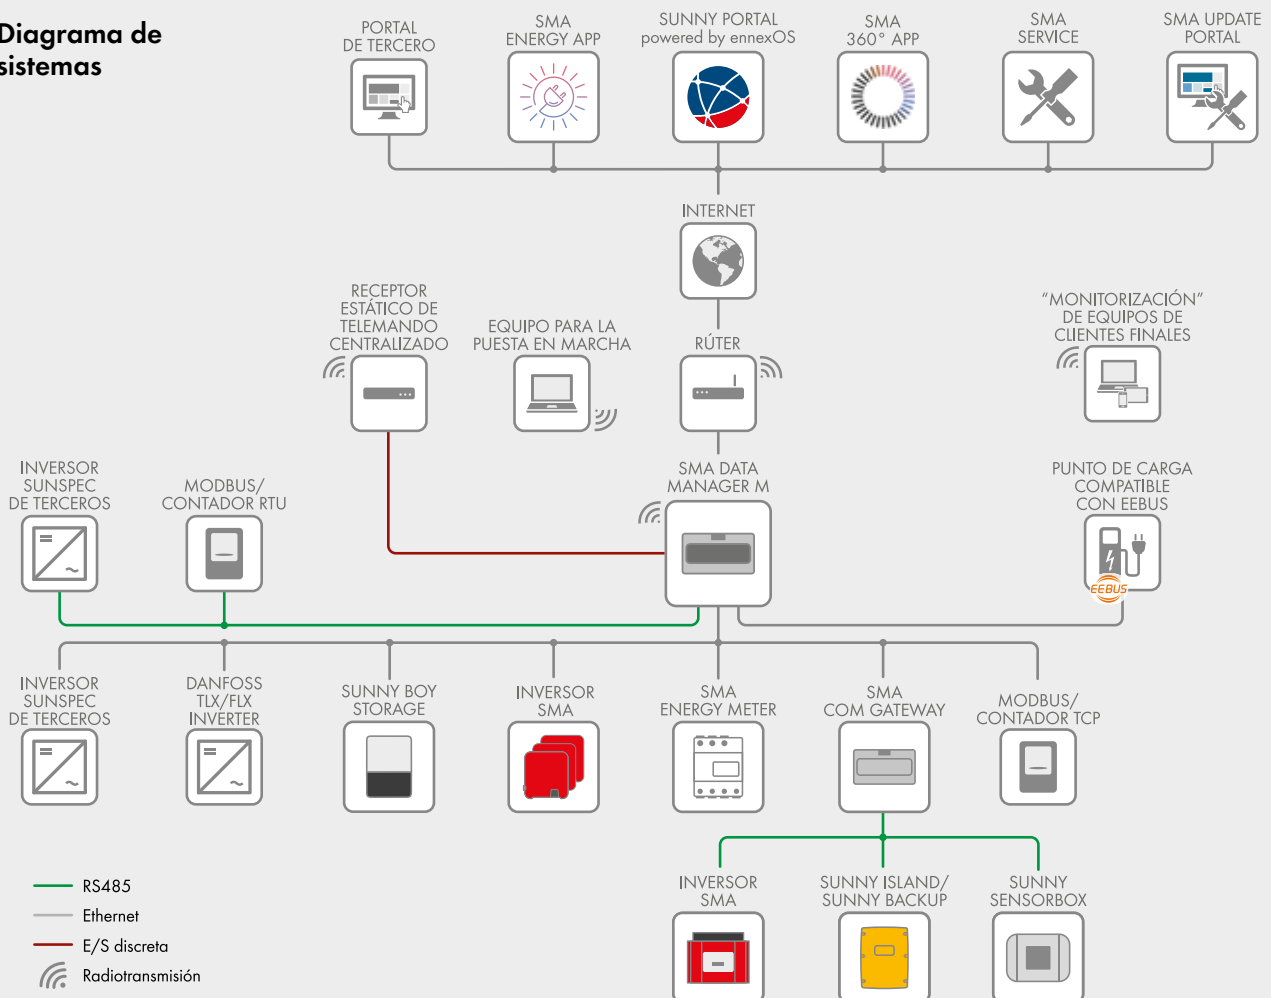 Diagrama de
sistemas
PORTAL
DE TERCERO
SMA
ENERGY APP
SUNNY PORTAL
powered by ennexOS
SMA
360° APP
SMA
SERVICE
SMA UPDATE
PORTAL
INTERNET
RECEPTOR
ESTÁTICO DE
TELEMANDO
CENTRALIZADO
EQUIPO PARA LA
PUESTA EN MARCHA
RÚTER
“MONITORIZACIÓN”
DE EQUIPOS DE
CLIENTES FINALES
INVERSOR
SUNSPEC
DE TERCEROS
MODBUS/
CONTADOR RTU
SMA DATA
MANAGER M
PUNTO DE CARGA
COMPATIBLE
CON EEBUS
EEBUS
INVERSOR
SUNSPEC
DE TERCEROS
DANFOSS
TLX/FLX
INVERTER
SUNNY BOY
STORAGE
INVERSOR
SMA
SMA
ENERGY METER
SMA
COM GATEWAY
MODBUS/
CONTADOR TCP
INVERSOR
SMA
SUNNY ISLAND/
SUNNY BACKUP
SUNNY
SENSORBOX
RS485
Ethernet
E/S discreta
Radiotransmisión